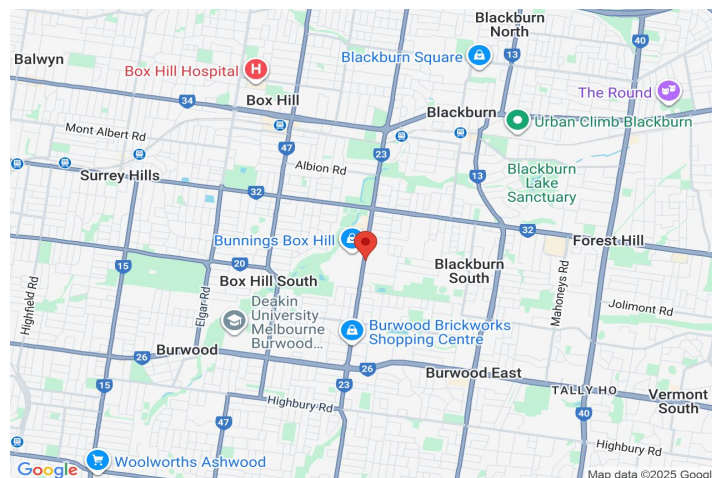 Blackburn
North
40
Balwyn
Blackburn Square
13
Box Hill Hospital
H
The Round
34
Box Hill
Blackburn
Urban Climb Blackburn
Mont Albert Rd
47
23
Albion Rd
Blackburn
Lake
Sanctuary
Surrey Hills
13
32
32
Forest Hill
Bunnings Box Hill
15
20
Blackburn
South
Box Hill South
Highfield Rd
Elgar Rd
Mahoneys Rd
Deakin
University
Melbourne
Burwood...
Jolimont Rd
Burwood Brickworks
Shopping Centre
Burwood
26
26
Burwood East
15
23
TALLY HO
Vermont
South
Highbury Rd
40
47
Highbury Rd
Woolworths Ashwood
Google
Map data ©2025 Googl